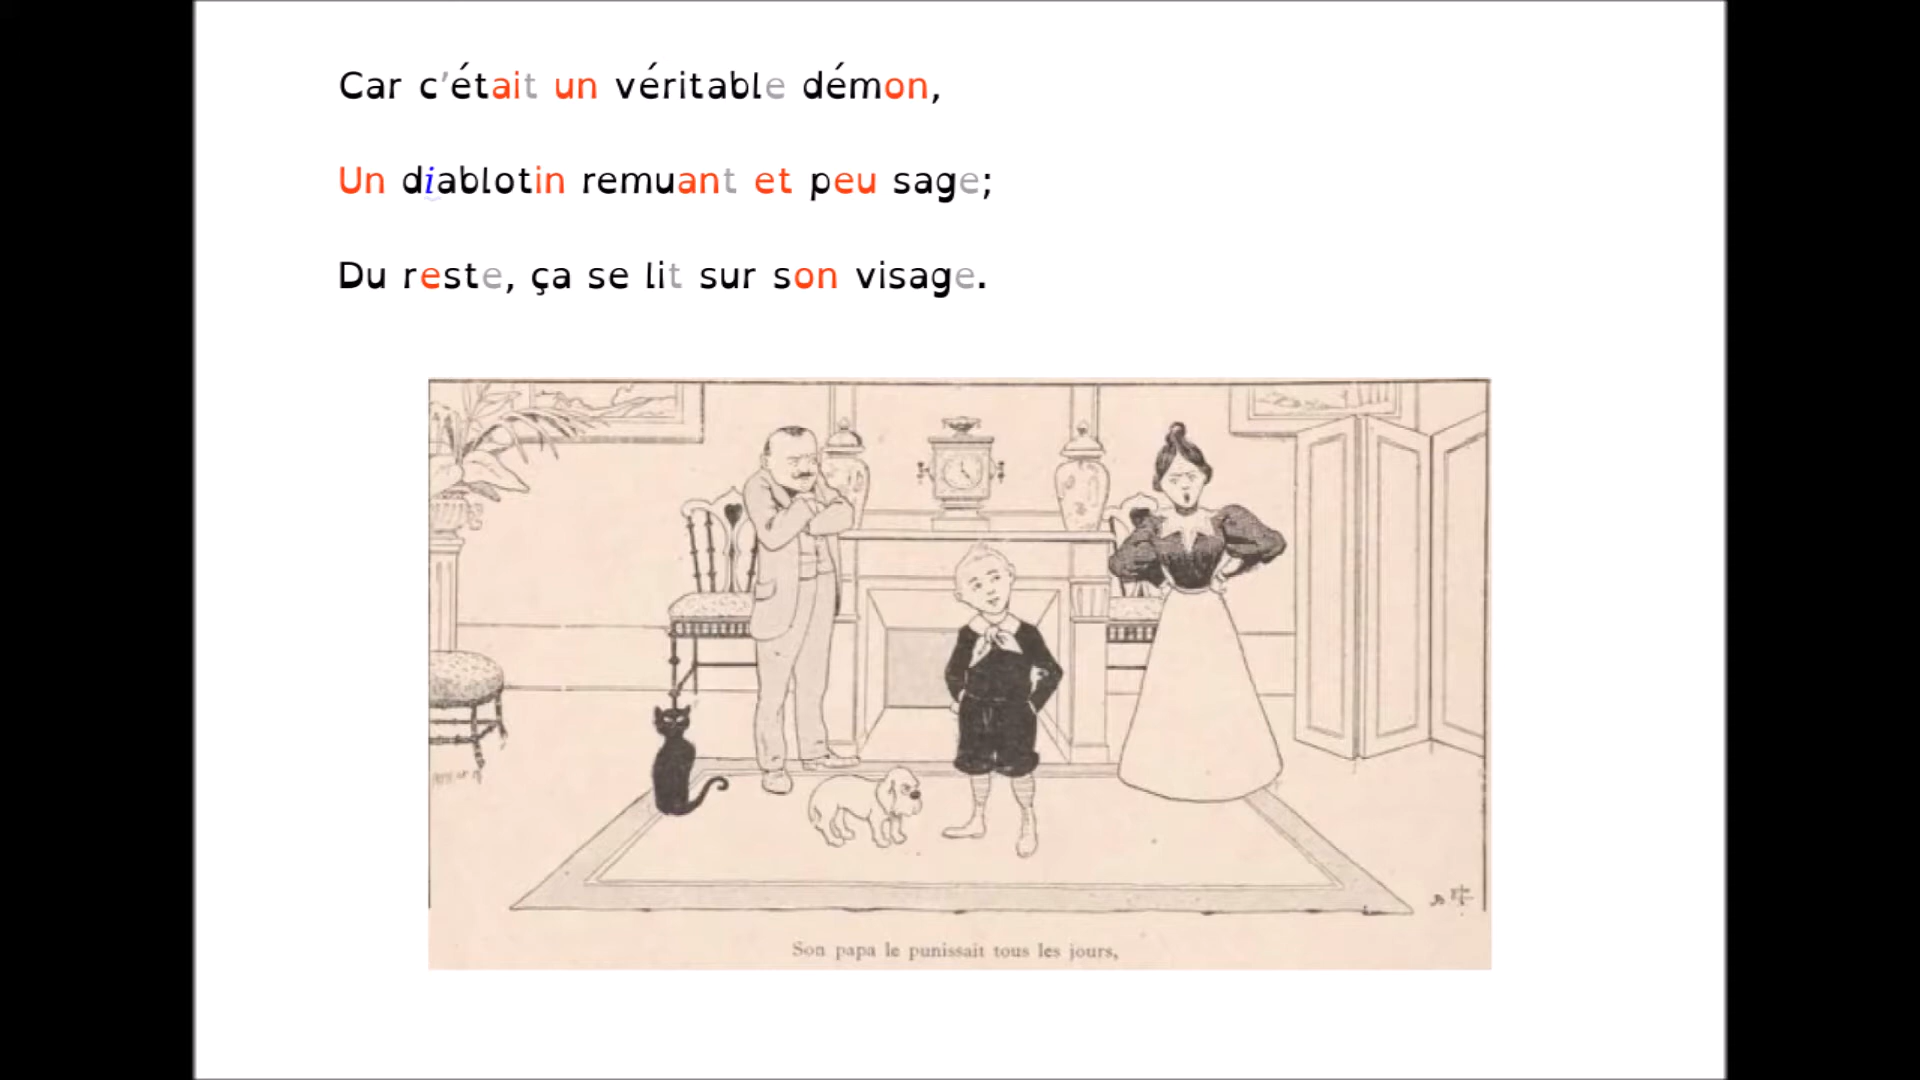 Car c'était un véritable démon,
Un diablotin remuant et peu sage;
Du reste, ça se lit sur son visage.
Son papa le punissait tous les jours,